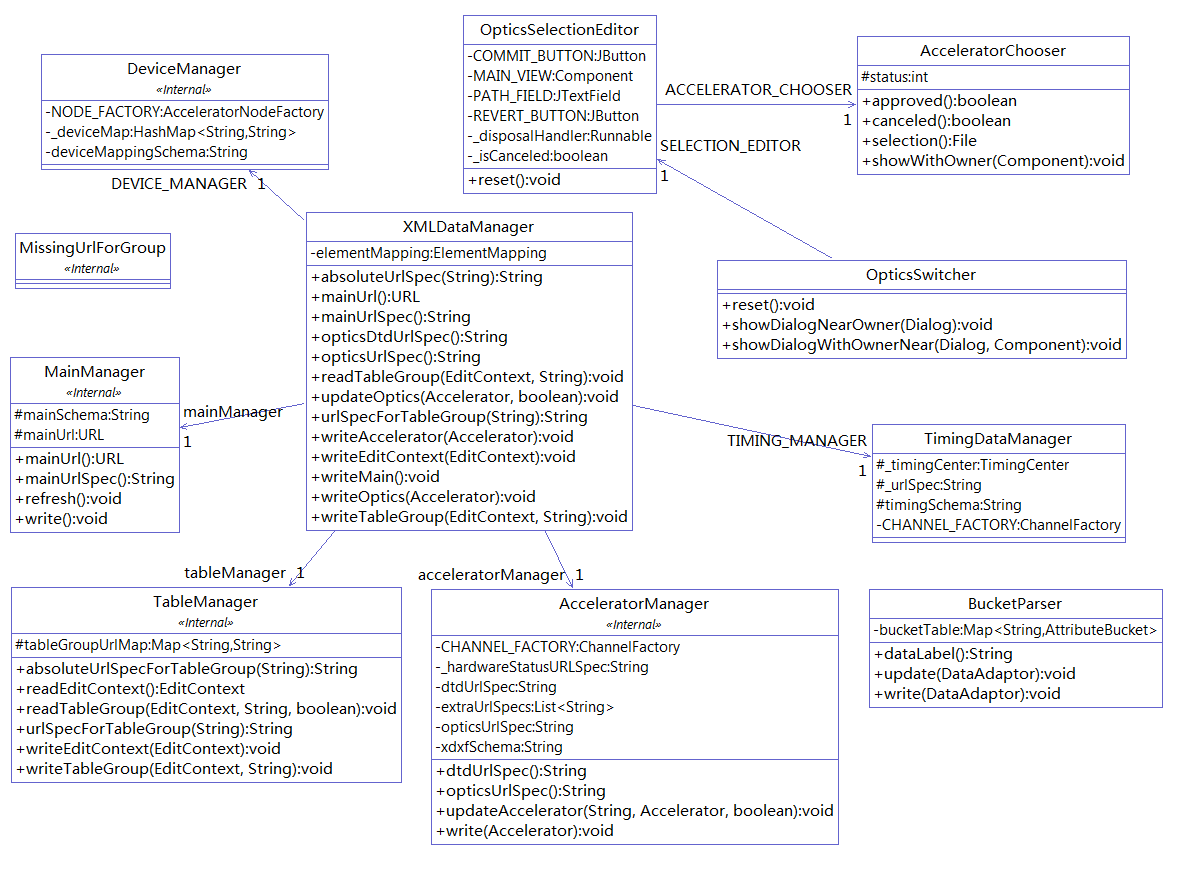 OpticsSelectionEditor
-COMMIT_BUTTON:JButton
-MAIN_VIEW:Component
-PATH_FIELD:JTextField
-REVERT_BUTTON:JButton
-_disposalHandler:Runnable
-_isCanceled:boolean
+reset():void
ACCELERATOR_CHOOSER
1
AcceleratorChooser
#status:int
+approved():boolean
+canceled():boolean
+selection():File
+showWithOwner(Component):void
DeviceManager
«Internal»
-NODE_FACTORY:AcceleratorNodeFactory
-_deviceMap:HashMap<String,String>
-deviceMappingSchema:String
DEVICE_MANAGER
1
SELECTION_EDITOR
1
MissingUrlForGroup
«Internal»
XMLDataManager
-elementMapping:ElementMapping
+absoluteUrlSpec(String):String
+mainUrl():URL
+mainUrlSpec():String
+opticsDtdUrlSpec():String
+opticsUrlSpec():String
+readTableGroup(EditContext, String):void
+updateOptics(Accelerator, boolean):void
+urlSpecForTableGroup(String):String
+writeAccelerator(Accelerator):void
+writeEditContext(EditContext):void
+writeMain():void
+writeOptics(Accelerator):void
+writeTableGroup(EditContext, String):void
OpticsSwitcher
+reset():void
+showDialogNearOwner(Dialog):void
+showDialogWithOwnerNear(Dialog, Component):void
MainManager
«Internal»
#mainSchema:String
#mainUrl:URL
+mainUrl():URL
+mainUrlSpec():String
+refresh():void
+write():void
mainManager
1
TIMING_MANAGER
1
TimingDataManager
#_timingCenter:TimingCenter
#_urlSpec:String
#timingSchema:String
-CHANNEL_FACTORY:ChannelFactory
tableManager
1
acceleratorManager
1
TableManager
«Internal»
#tableGroupUrlMap:Map<String,String>
+absoluteUrlSpecForTableGroup(String):String
+readEditContext():EditContext
+readTableGroup(EditContext, String, boolean):void
+urlSpecForTableGroup(String):String
+writeEditContext(EditContext):void
+writeTableGroup(EditContext, String):void
AcceleratorManager
«Internal»
-CHANNEL_FACTORY:ChannelFactory
-_hardwareStatusURLSpec:String
-dtdUrlSpec:String
-extraUrlSpecs:List<String>
-opticsUrlSpec:String
-xdxfSchema:String
+dtdUrlSpec():String
+opticsUrlSpec():String
+updateAccelerator(String, Accelerator, boolean):void
+write(Accelerator):void
BucketParser
-bucketTable:Map<String,AttributeBucket>
+dataLabel():String
+update(DataAdaptor):void
+write(DataAdaptor):void